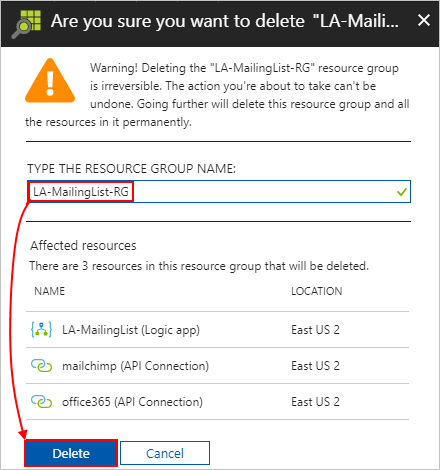 Are you sure you want to delete "LA-Maili...
Warning! Deleting the "LA-MailingList-RG" resource group
is irreversible. The action you're about to take can't be
undone. Going further will delete this resource group and all
the resources in it permanently.
TYPE THE RESOURCE GROUP NAME:
LA-MailingList-RG
Affected resources
There are 3 resources in this resource group that will be deleted.
NAME LOCATION
LA-MailingList (Logic app) East US 2
mailchimp (API Connection) East US 2
office365 (API Connection) East US 2
Delete Cancel